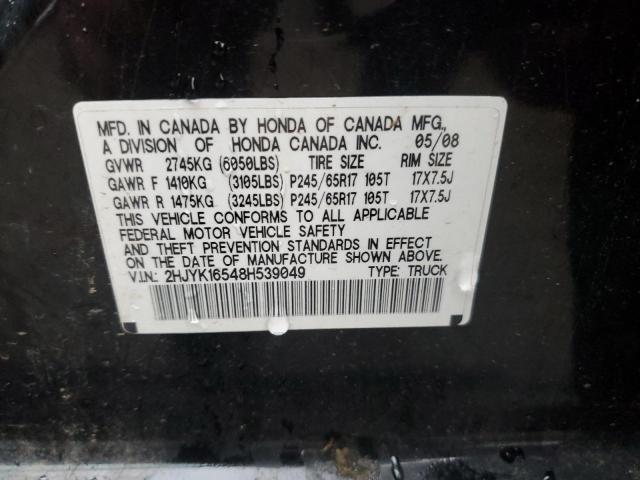 MFD. IN CANADA BY HONDA OF CANADA MFG.,
A DIVISION OF HONDA CANADA INC. 05/08
GVWR 2745KG (6050LBS) TIRE SIZE RIM SIZE
GAWR F 1410KG (3105LBS) P245/65R17 105T 17X7.5J
GAWR R 1475KG (3245LBS) P245/65R17 105T 17X7.5J
THIS VEHICLE CONFORMS TO ALL APPLICABLE
FEDERAL MOTOR VEHICLE SAFETY
AND THEFT PREVENTION STANDARDS IN EFFECT
ON THE DATE OF MANUFACTURE SHOWN ABOVE.
V.I.N.: 2HJYK16548H539049 TYPE: TRUCK